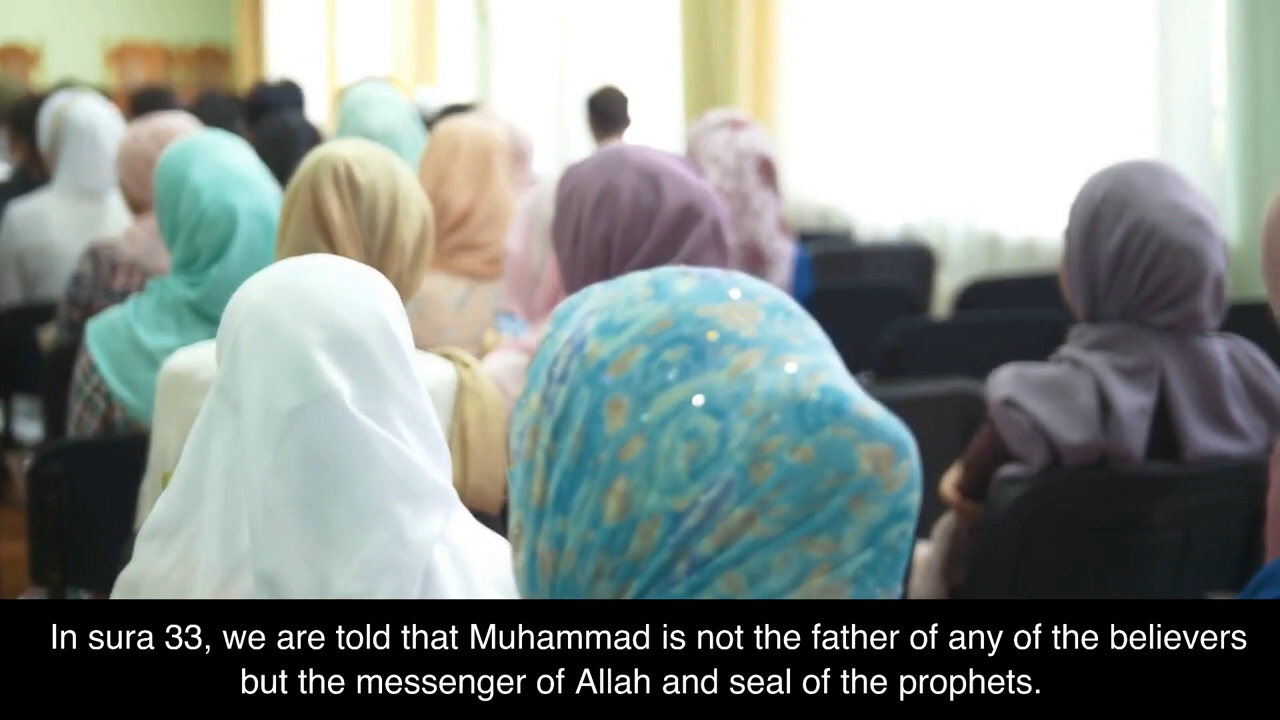 In sura 33, we are told that Muhammad is not the father of any of the believers
but the messenger of Allah and seal of the prophets.